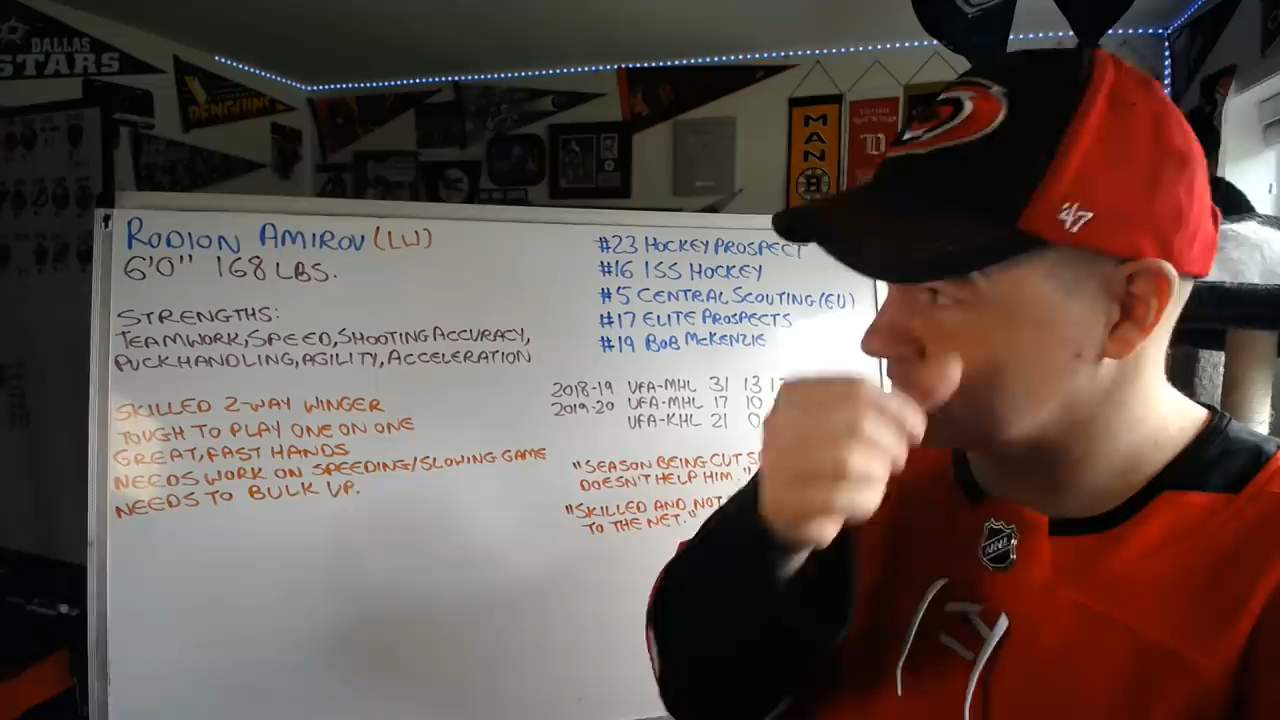 DALLAS
STARS
PENGUINS
MAN
RODION AMIROV (LW)
6'0" 168 LBS.
STRENGTHS:
TEAMWORK, SPEED, SHOOTING ACCURACY,
PUCKHANDLING, AGILITY, ACCELERATION
SKILLED 2-WAY WINGER
TOUGH TO PLAY ONE ON ONE
GREAT, FAST HANDS
NEEDS WORK ON SPEEDING/SLOWING GAME
NEEDS TO BULK UP.
#23 HOCKEY PROSPECT
#16 ISS HOCKEY
#5 CENTRAL SCOUTING (EU)
#17 ELITE PROSPECTS
#19 BOB MCKENZIE
2018-19 UFA-MHL 31 13
2019-20 UFA-MHL 17 10
UFA-KHL 21 0
"SEASON BEING CUT
DOESN'T HELP HIM."
"SKILLED AND NOT
TO THE NET."
'47
NHL